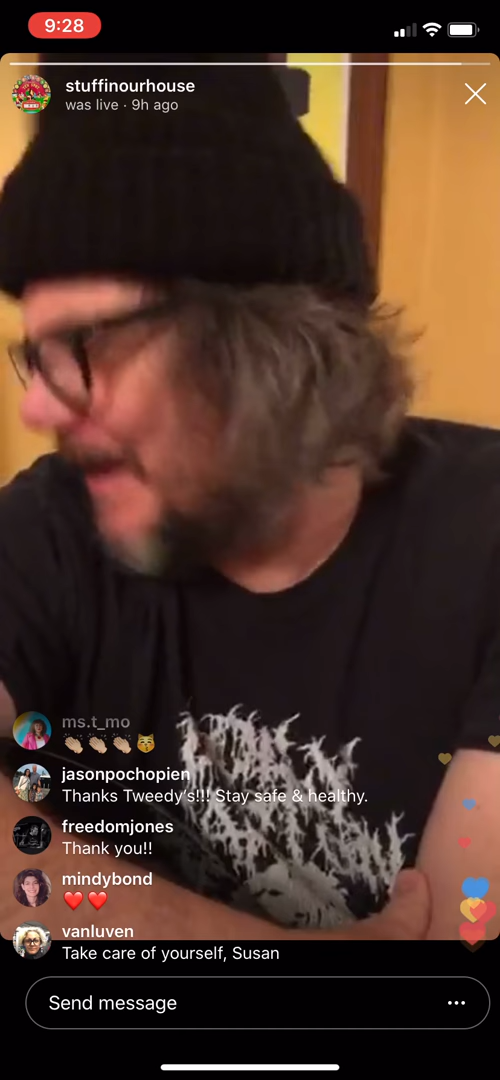 9:28
stuffinourhouse
was live · 9h ago
ms.t_mo
👏🏼👏🏼👏🏼😽
jasonpochopien
Thanks Tweedy's!!! Stay safe & healthy.
freedomjones
Thank you!!
mindybond
❤️❤️
vanluven
Take care of yourself, Susan
Send message